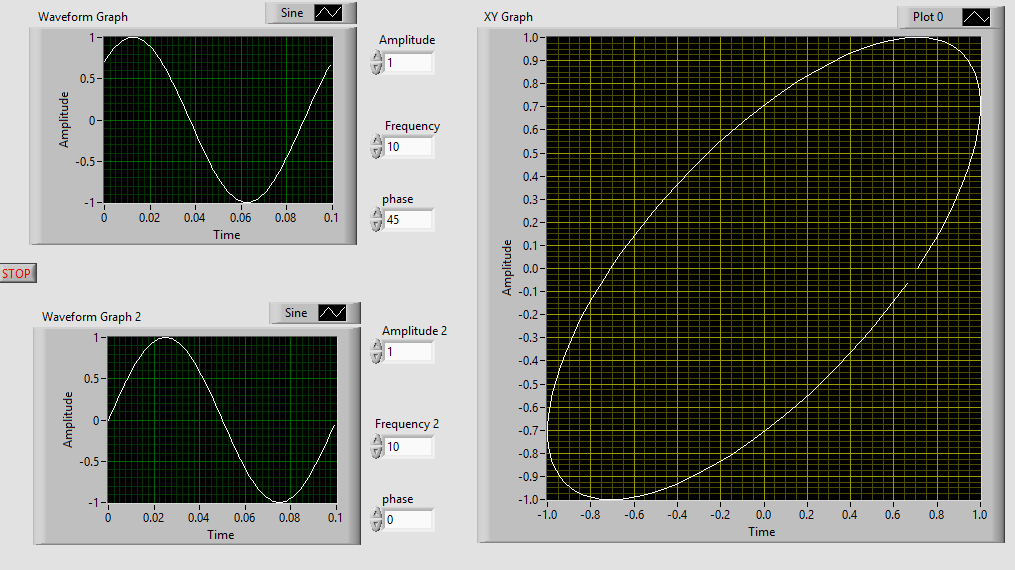 Waveform Graph
Sine
Amplitude
1
0.5
0
-0.5
-1
0 0.02 0.04 0.06 0.08 0.1
Time
Amplitude
1
Frequency
10
phase
45
STOP
Waveform Graph 2
Sine
Amplitude
1
0.5
0
-0.5
-1
0 0.02 0.04 0.06 0.08 0.1
Time
Amplitude 2
1
Frequency 2
10
phase
0
XY Graph
Plot 0
Amplitude
1.0
0.9
0.8
0.7
0.6
0.5
0.4
0.3
0.2
0.1
0.0
-0.1
-0.2
-0.3
-0.4
-0.5
-0.6
-0.7
-0.8
-0.9
-1.0
-1.0 -0.8 -0.6 -0.4 -0.2 0.0 0.2 0.4 0.6 0.8 1.0
Time